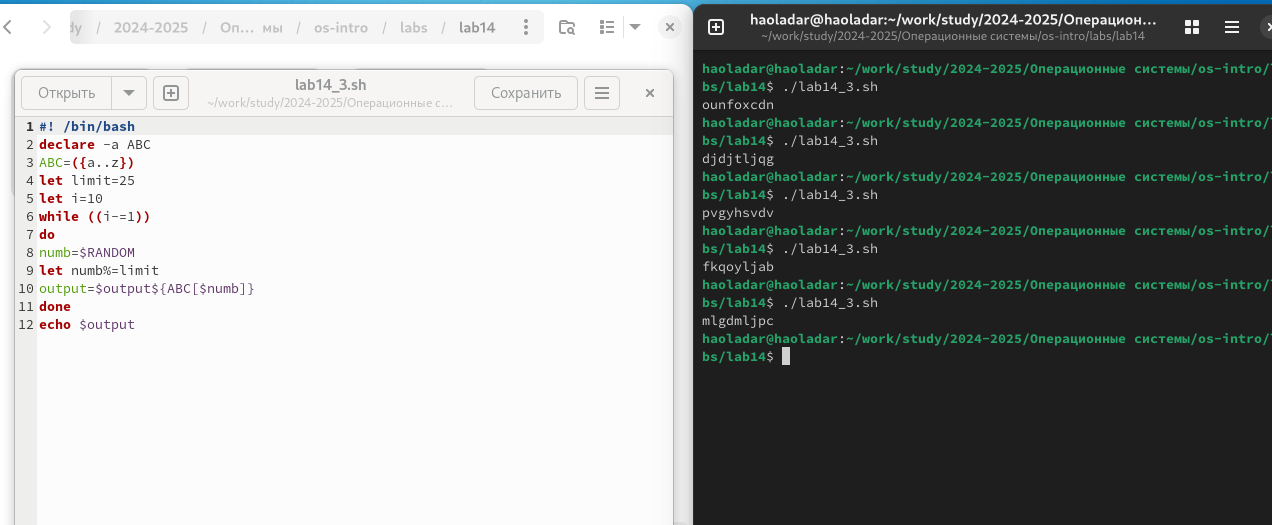 dy / 2024-2025 / Оп… мы / os-intro / labs / lab14
Открыть
lab14_3.sh
~/work/study/2024-2025/Операционные с…
Сохранить
1 #! /bin/bash
2 declare -a ABC
3 ABC=({a..z})
4 let limit=25
5 let i=10
6 while ((i-=1))
7 do
8 numb=$RANDOM
9 let numb%=limit
10 output=$output${ABC[$numb]}
11 done
12 echo $output
haoladar@haoladar:~/work/study/2024-2025/Операцион…
~/work/study/2024-2025/Операционные системы/os-intro/labs/lab14
haoladar@haoladar:~/work/study/2024-2025/Операционные системы/os-intro/l
bs/lab14$ ./lab14_3.sh
ounfoxcdn
haoladar@haoladar:~/work/study/2024-2025/Операционные системы/os-intro/l
bs/lab14$ ./lab14_3.sh
djdjtljqg
haoladar@haoladar:~/work/study/2024-2025/Операционные системы/os-intro/l
bs/lab14$ ./lab14_3.sh
pvgyhsvdv
haoladar@haoladar:~/work/study/2024-2025/Операционные системы/os-intro/l
bs/lab14$ ./lab14_3.sh
fkqoyljab
haoladar@haoladar:~/work/study/2024-2025/Операционные системы/os-intro/l
bs/lab14$ ./lab14_3.sh
mlgdmljpc
haoladar@haoladar:~/work/study/2024-2025/Операционные системы/os-intro/l
bs/lab14$